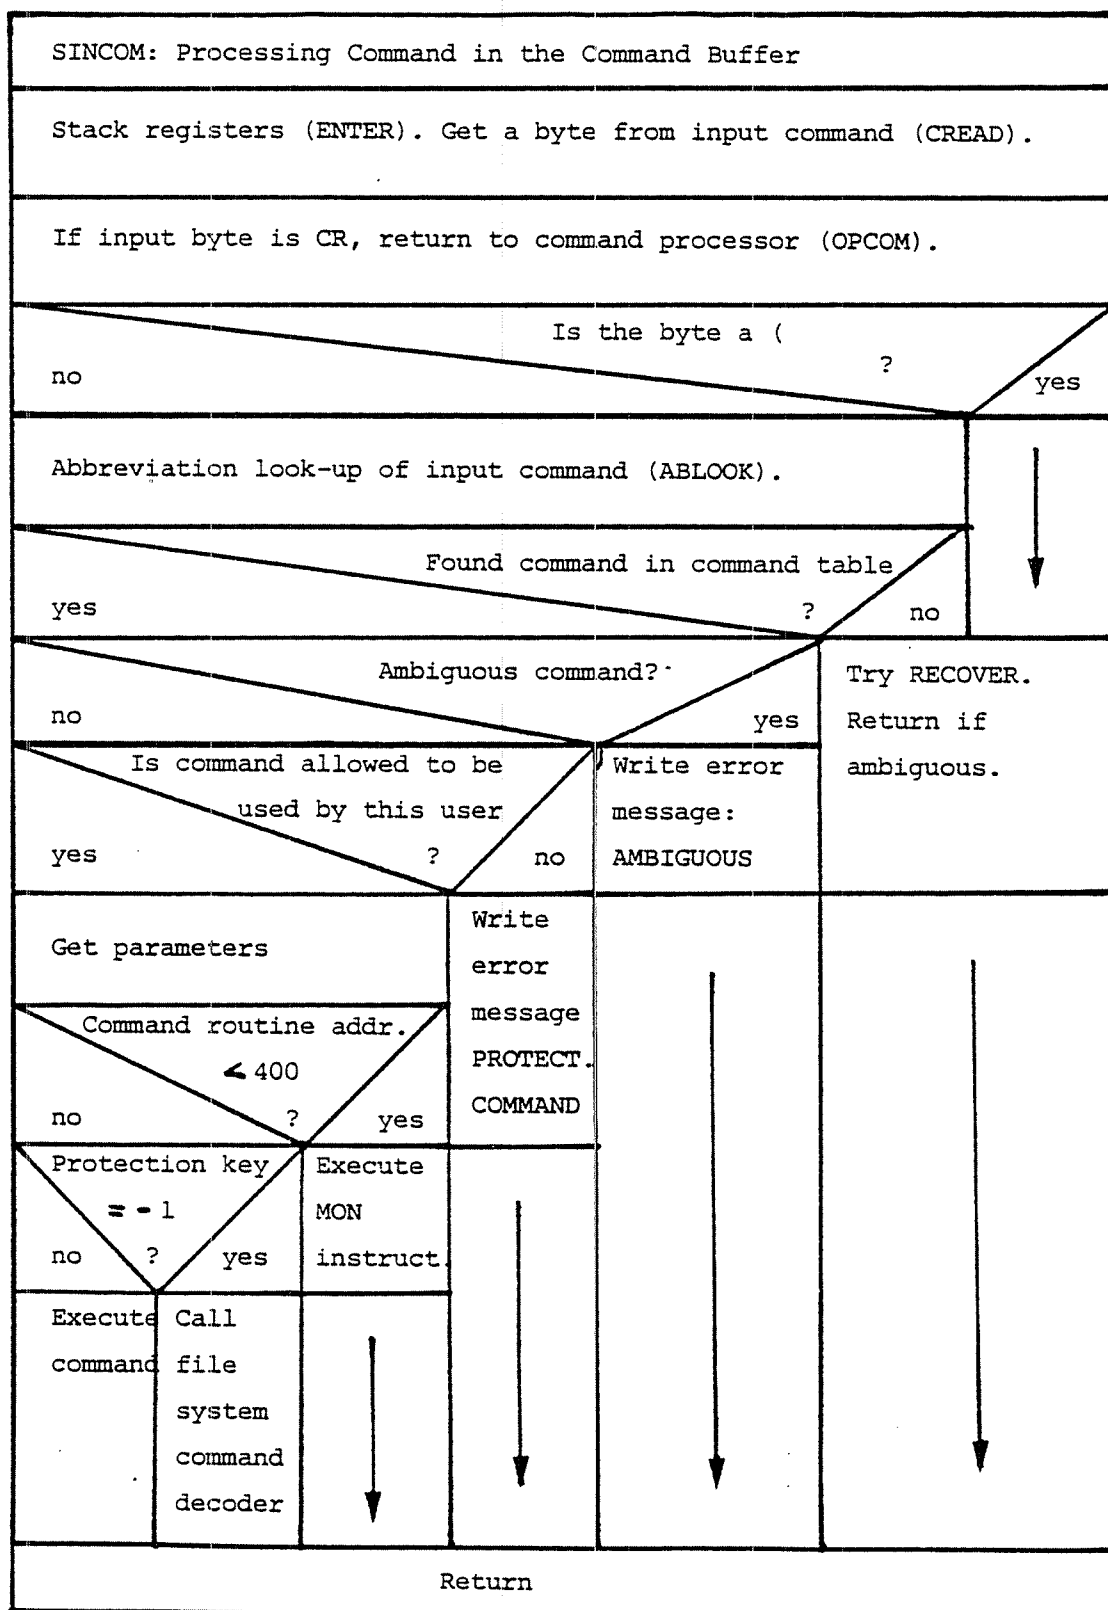 SINCOM: Processing Command in the Command Buffer
Stack registers (ENTER). Get a byte from input command (CREAD).
If input byte is CR, return to command processor (OPCOM).
Is the byte a (
?
no
yes
Abbreviation look-up of input command (ABLOOK).
Found command in command table
yes
?
no
Ambiguous command?
no
yes
Try RECOVER.
Return if
ambiguous.
Is command allowed to be
used by this user
yes
?
no
Write error
message:
AMBIGUOUS
Get parameters
Write
error
message
PROTECT.
COMMAND
Command routine addr.
< 400
no
?
yes
Protection key
= - 1
no
?
yes
Execute
MON
instruct.
Execute
command
Call
file
system
command
decoder
Return